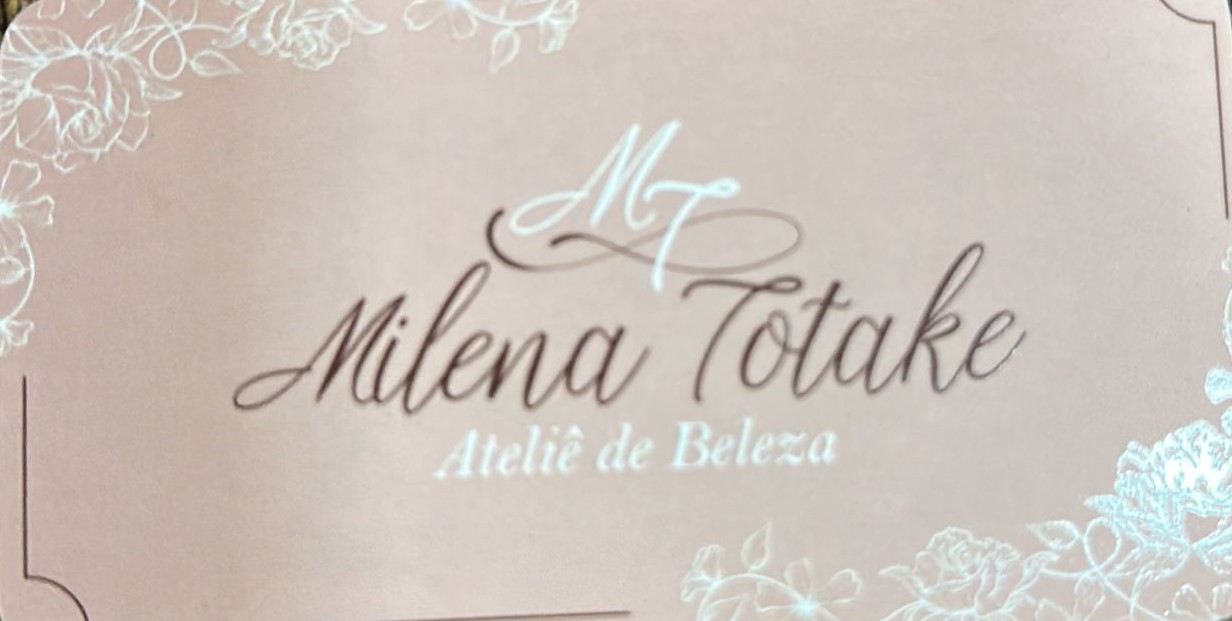 MT
Milena Totake
Ateliê de Beleza